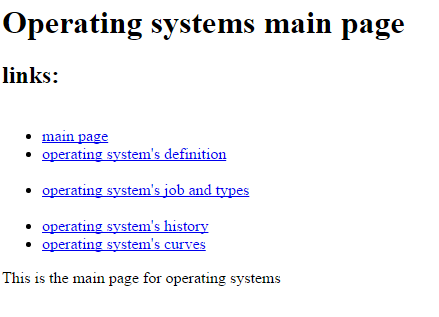 Operating systems main page
links:
main page
operating system's definition
operating system's job and types
operating system's history
operating system's curves
This is the main page for operating systems